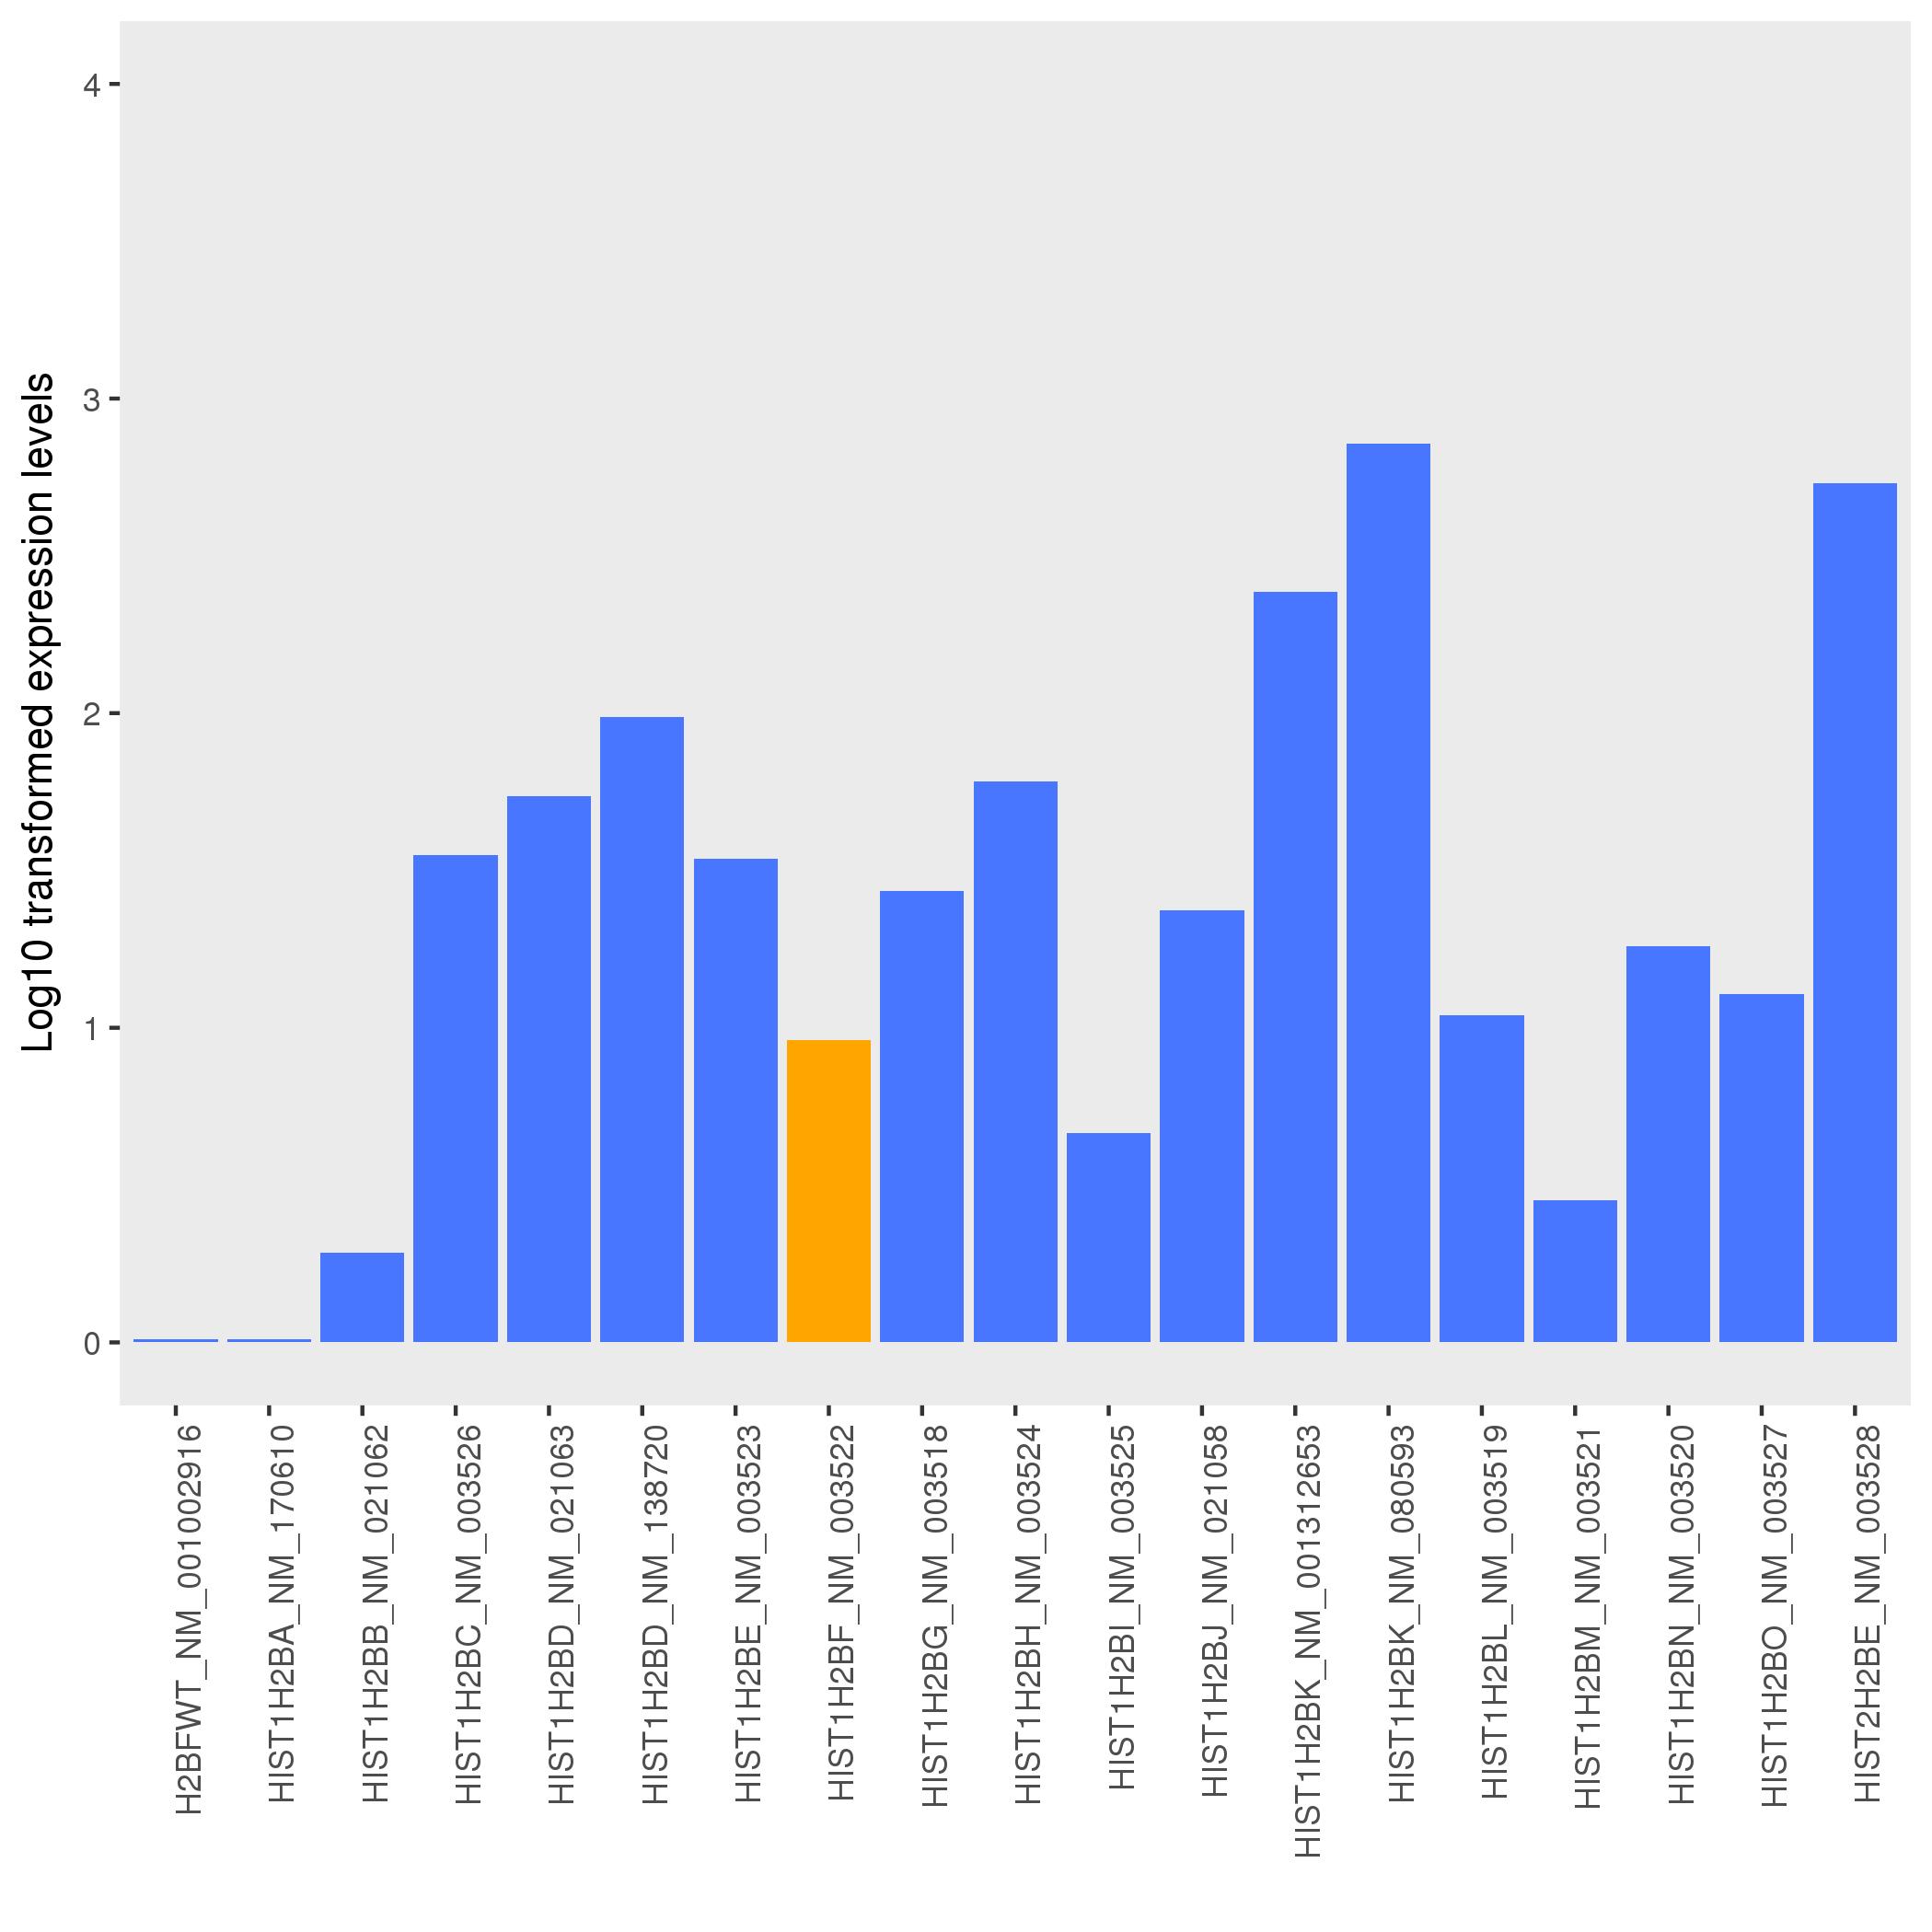 Log10 transformed expression levels
4
3
2
1
0
H2BFWT_NM_001002916
HIST1H2BA_NM_170610
HIST1H2BB_NM_021062
HIST1H2BC_NM_003526
HIST1H2BD_NM_021063
HIST1H2BD_NM_138720
HIST1H2BE_NM_003523
HIST1H2BF_NM_003522
HIST1H2BG_NM_003518
HIST1H2BH_NM_003524
HIST1H2BI_NM_003525
HIST1H2BJ_NM_021058
HIST1H2BK_NM_001312653
HIST1H2BK_NM_080593
HIST1H2BL_NM_003519
HIST1H2BM_NM_003521
HIST1H2BN_NM_003520
HIST1H2BO_NM_003527
HIST2H2BE_NM_003528